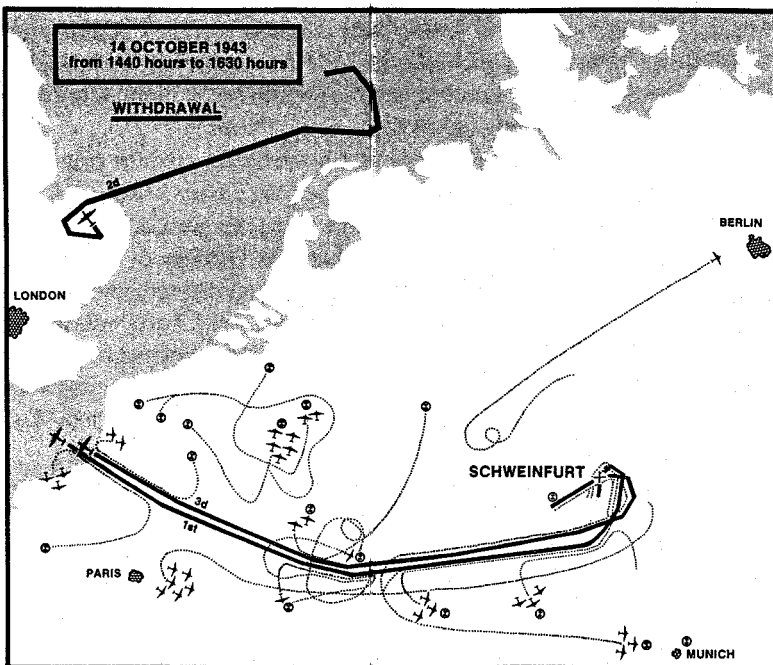 14 OCTOBER 1943
from 1440 hours to 1630 hours
WITHDRAWAL
2d
BERLIN
LONDON
SCHWEINFURT
3d
1st
PARIS
MUNICH